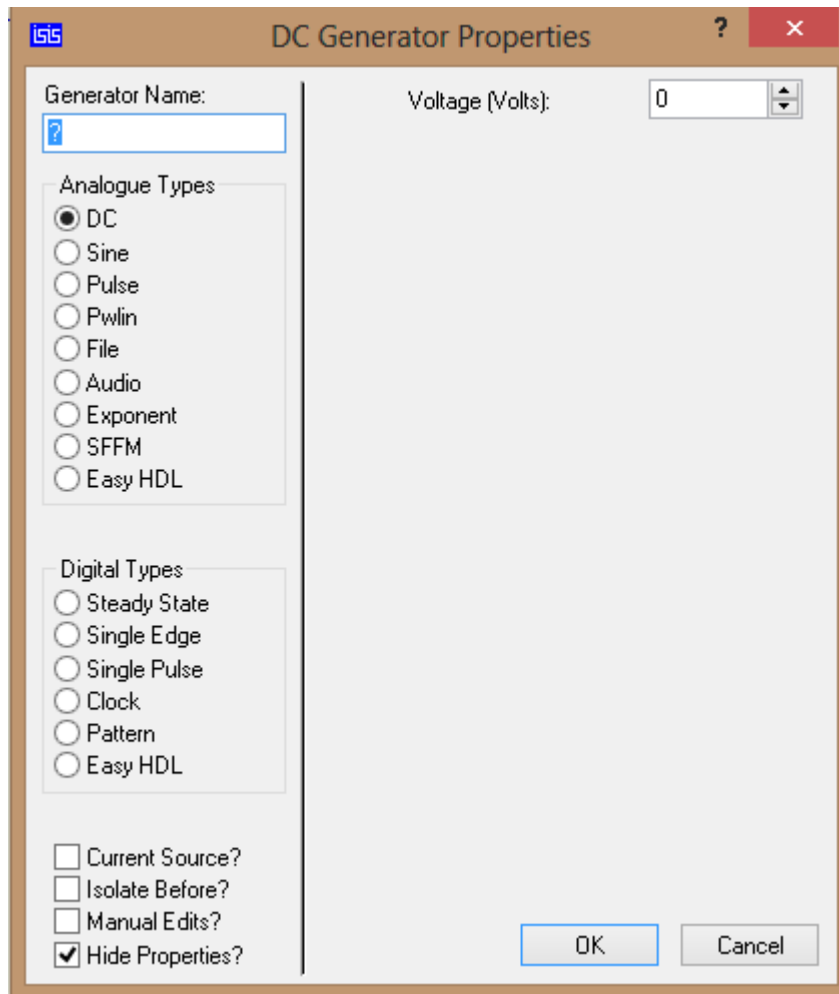 isis
DC Generator Properties
?
Generator Name:
?
Analogue Types
DC
Sine
Pulse
Pwlin
File
Audio
Exponent
SFFM
Easy HDL
Digital Types
Steady State
Single Edge
Single Pulse
Clock
Pattern
Easy HDL
Current Source?
Isolate Before?
Manual Edits?
Hide Properties?
Voltage (Volts):
0
OK
Cancel